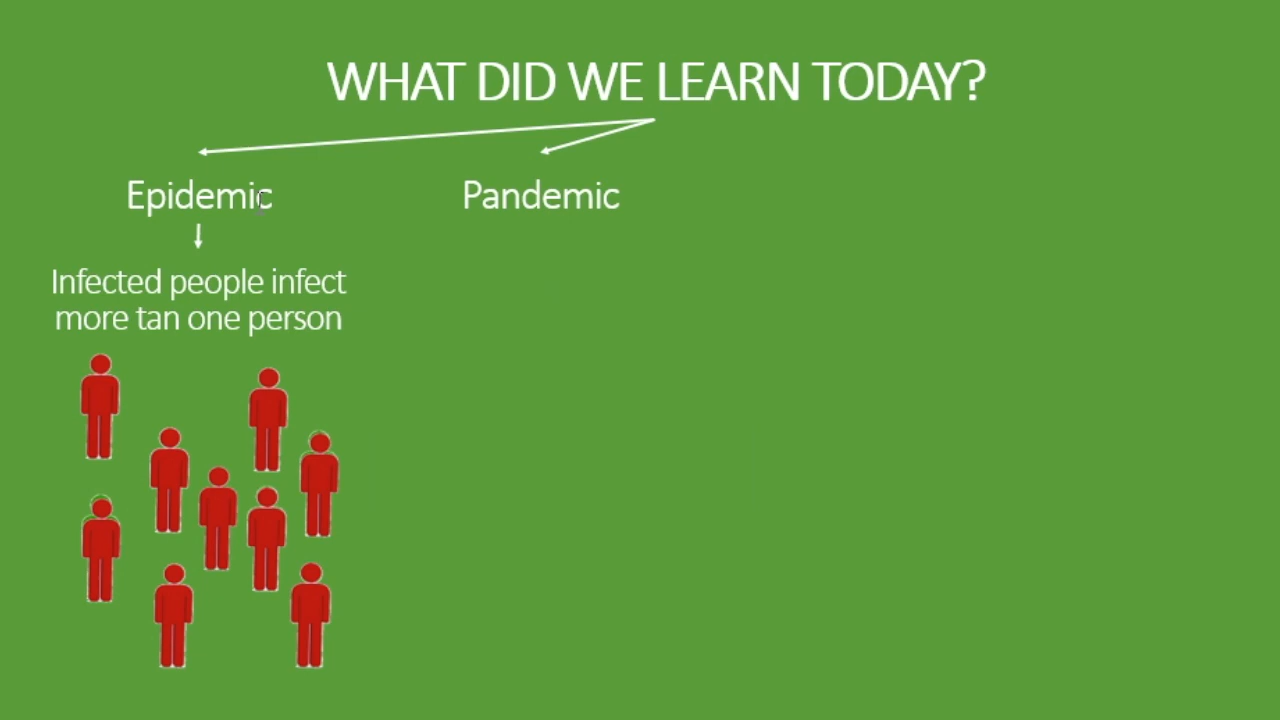 WHAT DID WE LEARN TODAY?
Epidemic
Pandemic
Infected people infect
more tan one person